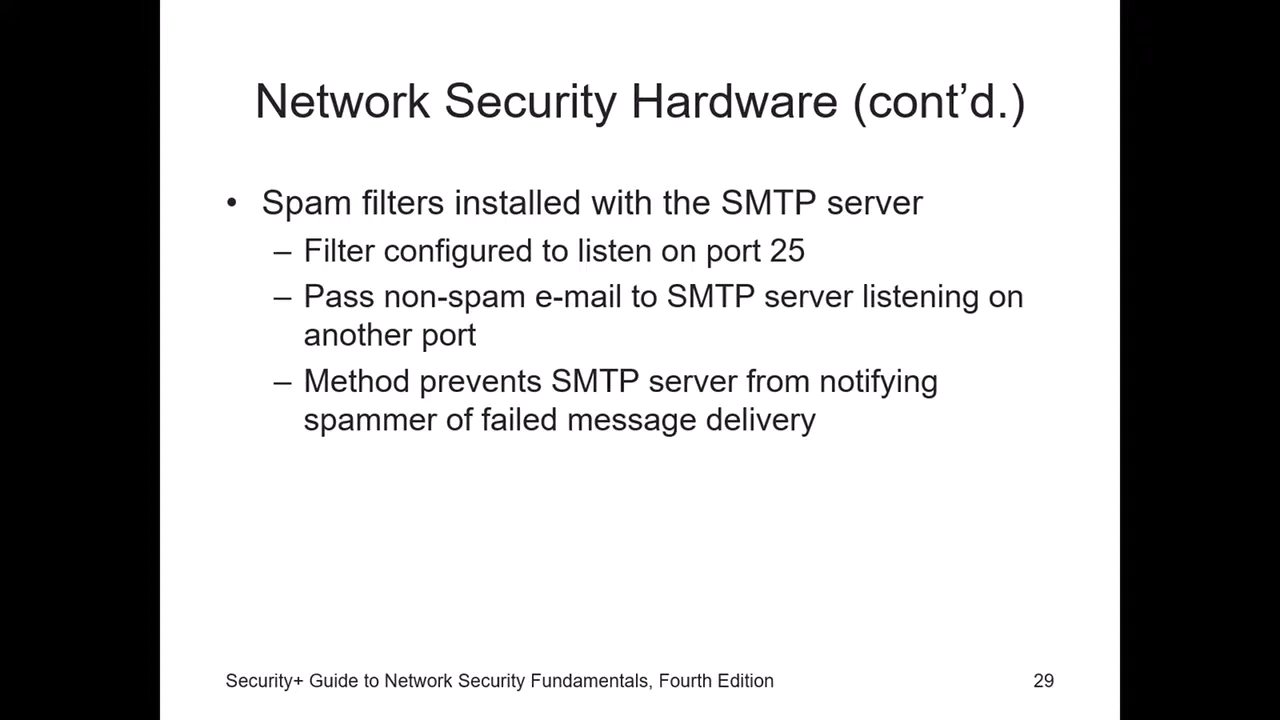 Network Security Hardware (cont’d.)
• Spam filters installed with the SMTP server
– Filter configured to listen on port 25
– Pass non-spam e-mail to SMTP server listening on
another port
– Method prevents SMTP server from notifying
spammer of failed message delivery
Security+ Guide to Network Security Fundamentals, Fourth Edition
29